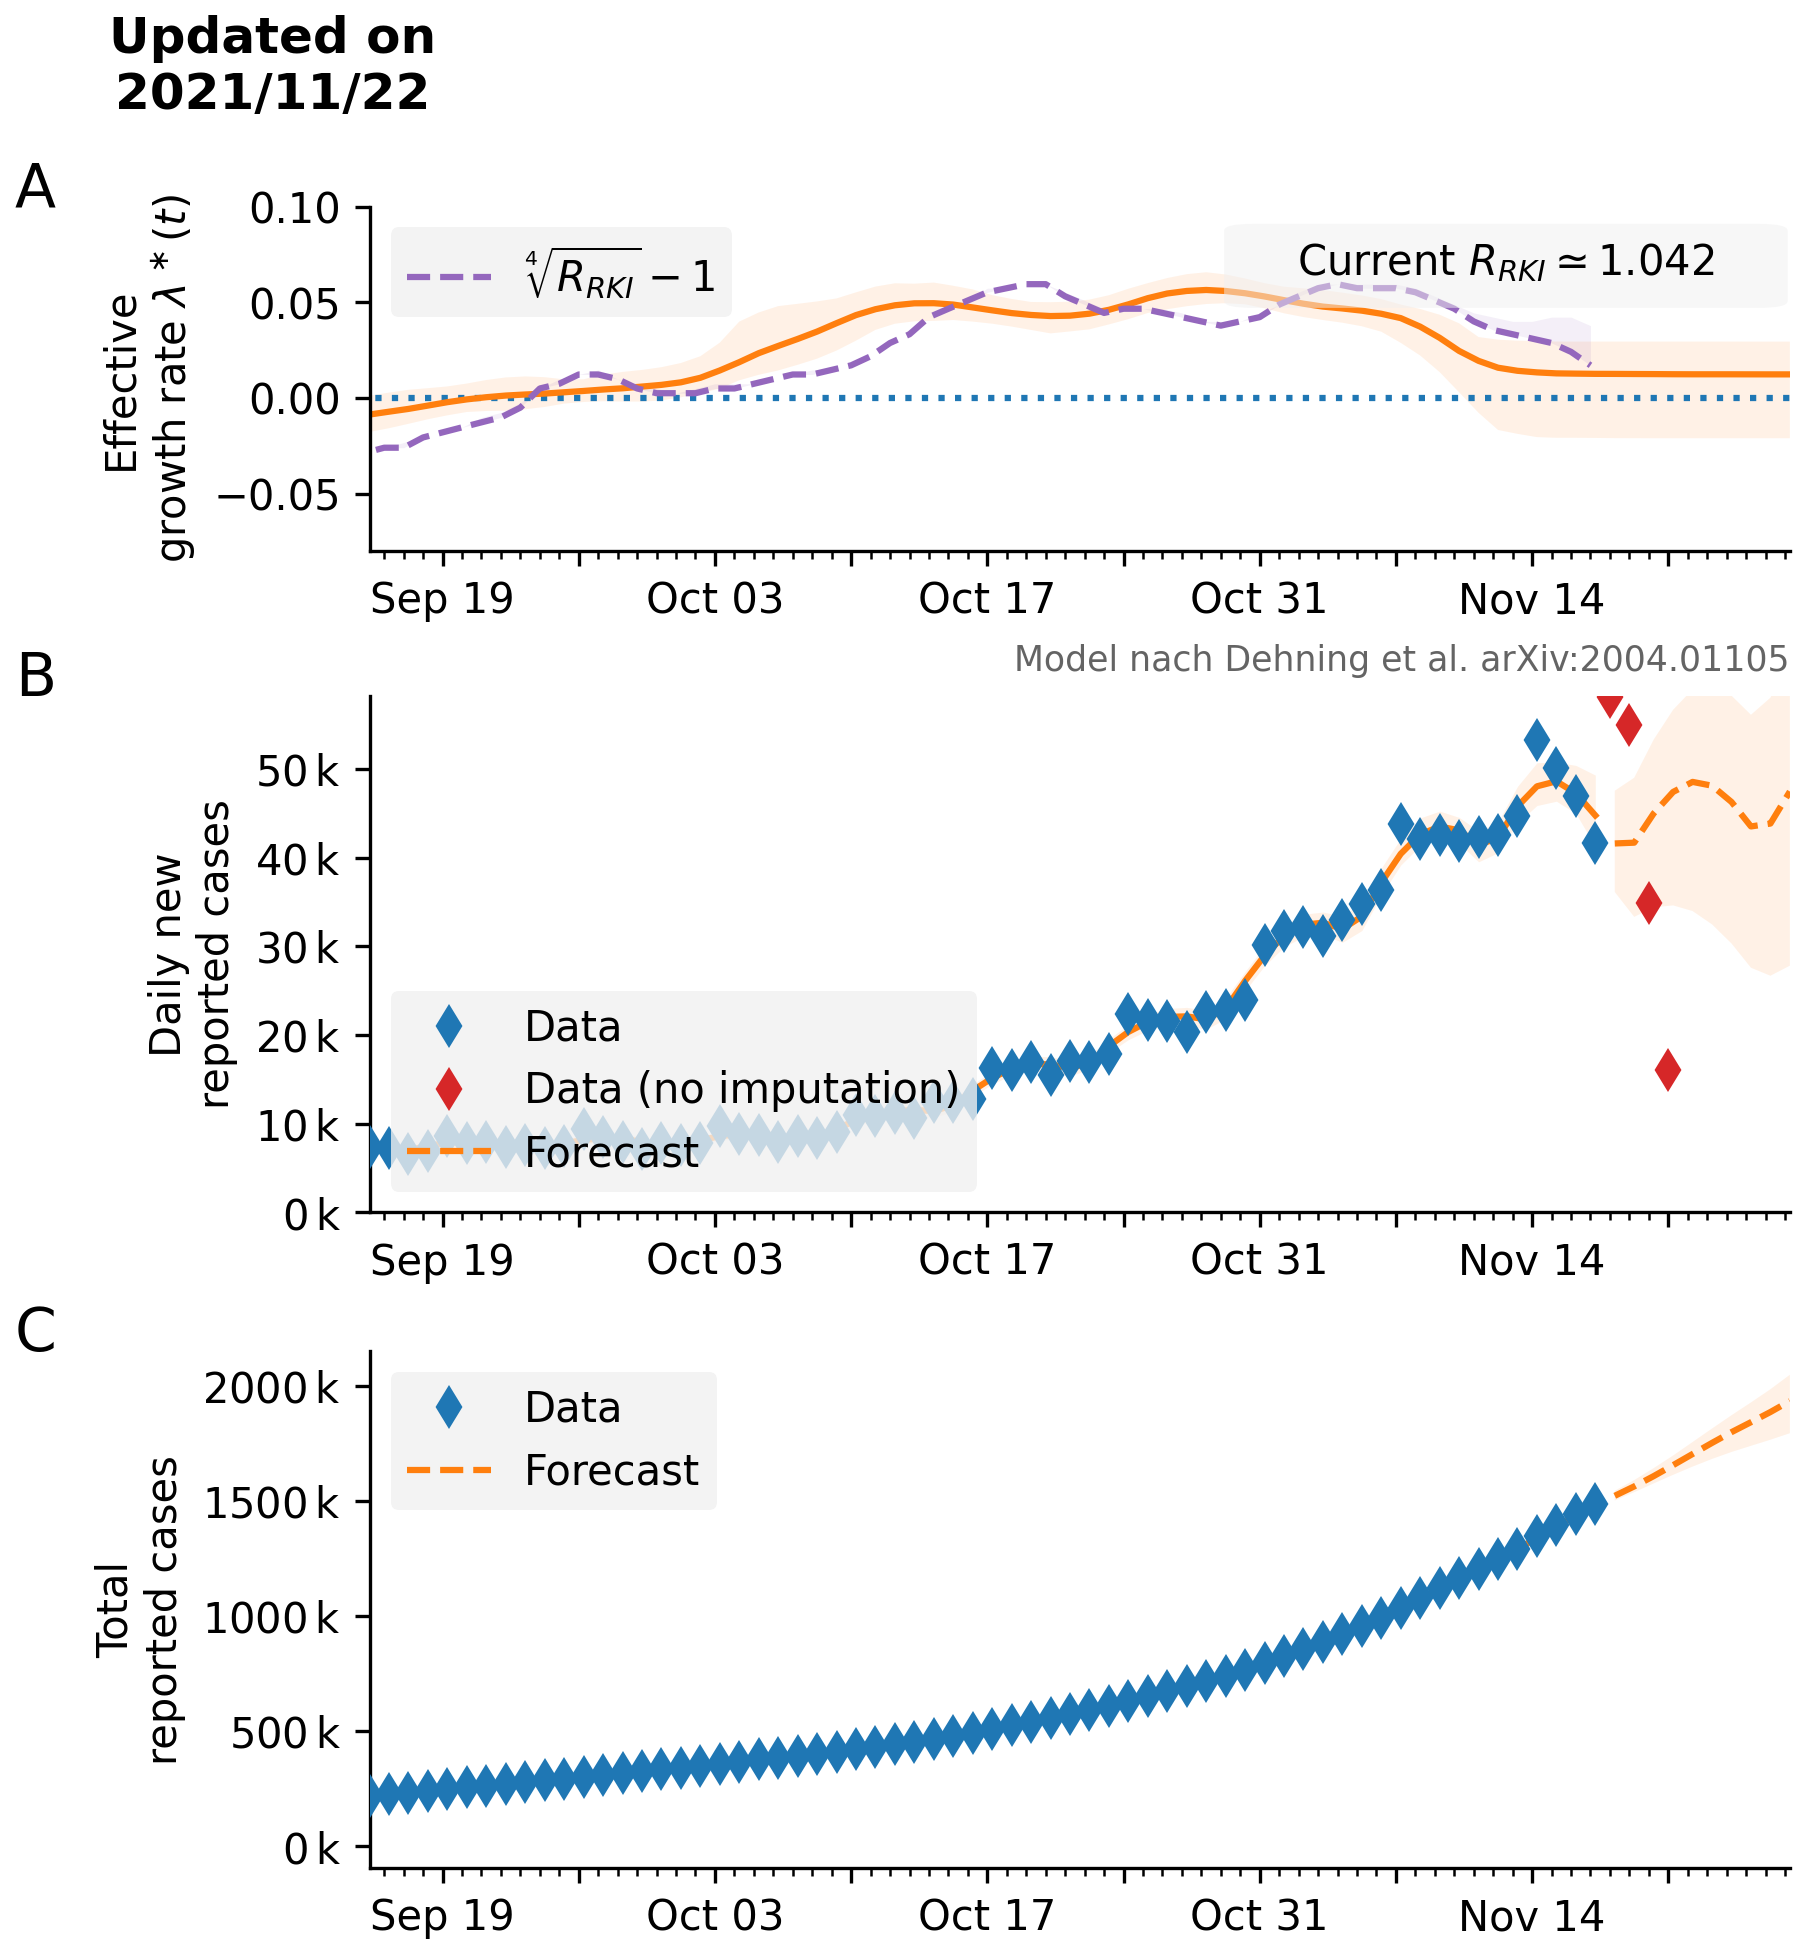 Updated on
2021/11/22
A
Effective
growth rate λ * (t)
0.10
0.05
0.00
−0.05
∜R_RKI − 1
Current R_RKI ≃ 1.042
Sep 19 Oct 03 Oct 17 Oct 31 Nov 14
Model nach Dehning et al. arXiv:2004.01105
B
Daily new
reported cases
50 k
40 k
30 k
20 k
10 k
0 k
Data
Data (no imputation)
Forecast
Sep 19 Oct 03 Oct 17 Oct 31 Nov 14
C
Total
reported cases
2000 k
1500 k
1000 k
500 k
0 k
Data
Forecast
Sep 19 Oct 03 Oct 17 Oct 31 Nov 14